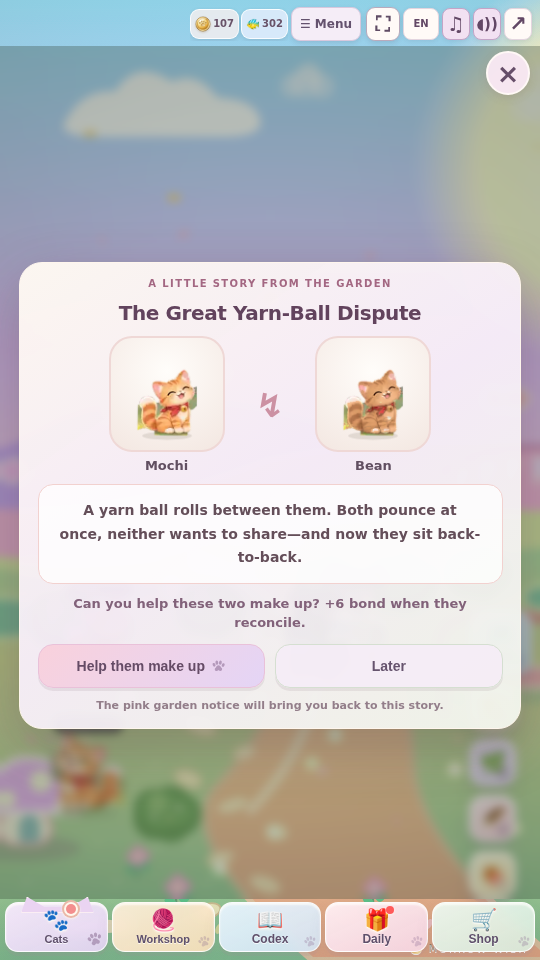 107
302
☰ Menu
EN
A LITTLE STORY FROM THE GARDEN
The Great Yarn-Ball Dispute
Mochi
Bean
A yarn ball rolls between them. Both pounce at
once, neither wants to share—and now they sit back-
to-back.
Can you help these two make up? +6 bond when they
reconcile.
Help them make up
Later
The pink garden notice will bring you back to this story.
Cats
Workshop
Codex
Daily
Shop